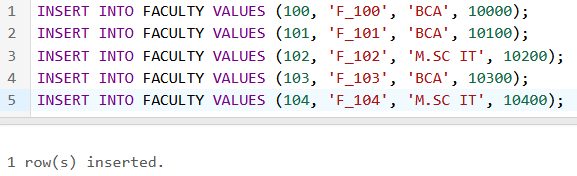 1 INSERT INTO FACULTY VALUES (100, 'F_100', 'BCA', 10000);
2 INSERT INTO FACULTY VALUES (101, 'F_101', 'BCA', 10100);
3 INSERT INTO FACULTY VALUES (102, 'F_102', 'M.SC IT', 10200);
4 INSERT INTO FACULTY VALUES (103, 'F_103', 'BCA', 10300);
5 INSERT INTO FACULTY VALUES (104, 'F_104', 'M.SC IT', 10400);
1 row(s) inserted.